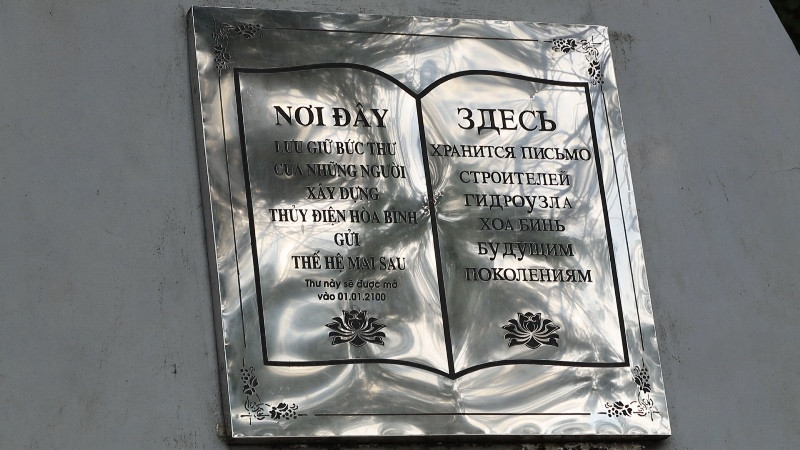 NƠI ĐÂY
LƯU GIỮ BỨC THƯ
CỦA NHỮNG NGƯỜI
XÂY DỰNG
THỦY ĐIỆN HÒA BÌNH
GỬI
THẾ HỆ MAI SAU
Thư này sẽ được mở
vào 01.01.2100
ЗДЕСЬ
ХРАНИТСЯ ПИСЬМО
СТРОИТЕЛЕЙ
ГИДРОУЗЛА
ХОА БИНЬ
БУДУЩИМ
ПОКОЛЕНИЯМ